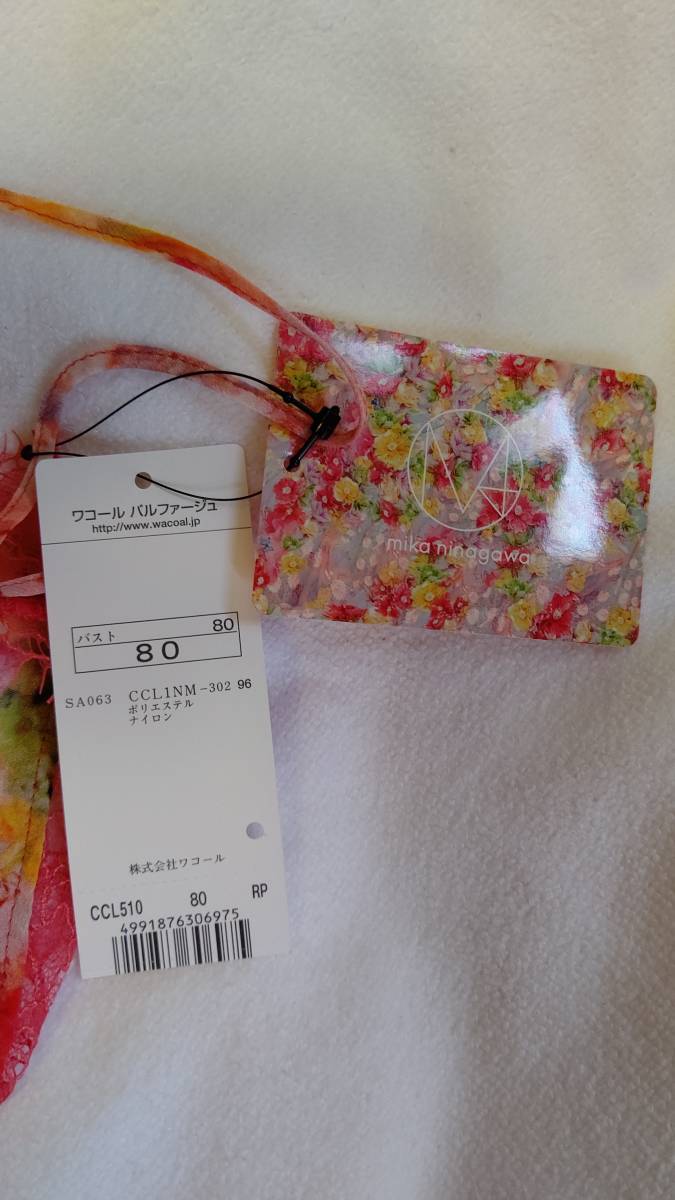 ワコール パルファージュ
http://www.wacoal.jp
バスト 80
80
SA063 CCL1NM-302 96
ポリエステル
ナイロン
株式会社ワコール
CCL510 80 RP
4991876306975
mika ninagawa